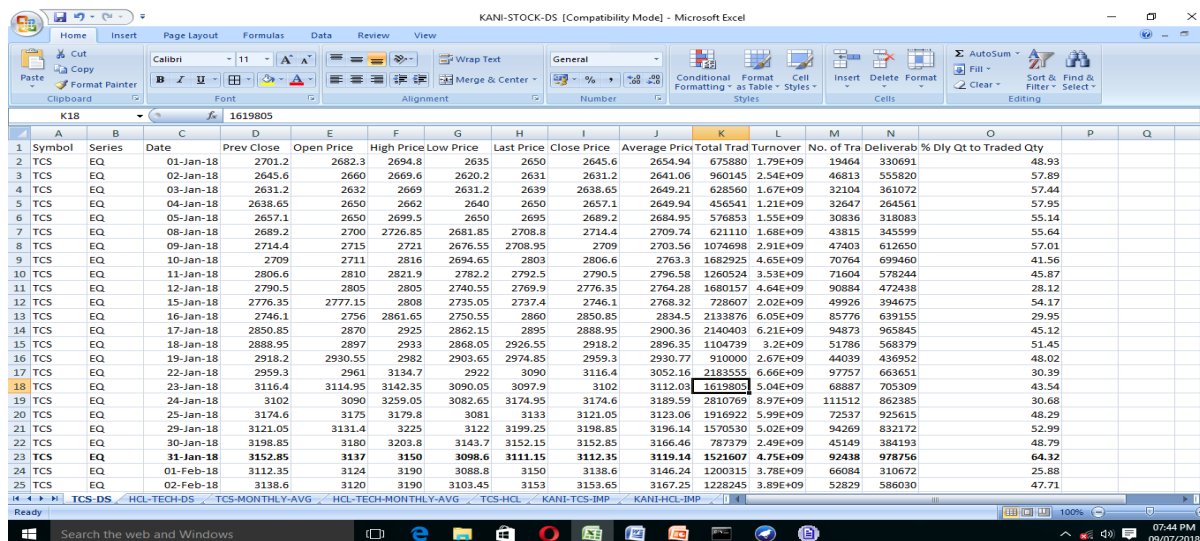 KANI-STOCK-DS [Compatibility Mode] - Microsoft Excel
Home Insert Page Layout Formulas Data Review View
Cut
Copy
Paste
Format Painter
Clipboard
Calibri 11
B I U
Font
Wrap Text
Merge & Center
Alignment
General
% ,
Number
Conditional Formatting Format as Table Cell Styles
Styles
Insert Delete Format
Cells
Σ AutoSum
Fill
Clear
Sort & Filter Find & Select
Editing
K18 fx 1619805
A B C D E F G H I J K L M N O P Q
1 Symbol Series Date Prev Close Open Price High Price Low Price Last Price Close Price Average Price Total Trad Turnover No. of Tra Deliverab % Dly Qt to Traded Qty
2 TCS EQ 01-Jan-18 2701.2 2682.3 2694.8 2635 2650 2645.6 2654.94 675880 1.79E+09 19464 330691 48.93
3 TCS EQ 02-Jan-18 2645.6 2660 2669.6 2620.2 2631 2631.2 2641.06 960145 2.54E+09 46813 555820 57.89
4 TCS EQ 03-Jan-18 2631.2 2632 2669 2631.2 2639 2638.65 2649.21 628560 1.67E+09 32104 361072 57.44
5 TCS EQ 04-Jan-18 2638.65 2650 2662 2640 2650 2657.1 2649.94 456541 1.21E+09 32647 264561 57.95
6 TCS EQ 05-Jan-18 2657.1 2650 2699.5 2650 2695 2689.2 2684.95 576853 1.55E+09 30836 318083 55.14
7 TCS EQ 08-Jan-18 2689.2 2700 2726.85 2681.85 2708.8 2714.4 2709.74 621110 1.68E+09 43815 345599 55.64
8 TCS EQ 09-Jan-18 2714.4 2715 2721 2676.55 2708.95 2709 2703.56 1074698 2.91E+09 47403 612650 57.01
9 TCS EQ 10-Jan-18 2709 2711 2816 2694.65 2803 2806.6 2763.3 1682925 4.65E+09 70764 699460 41.56
10 TCS EQ 11-Jan-18 2806.6 2810 2821.9 2782.2 2792.5 2790.5 2796.58 1260524 3.53E+09 71604 578244 45.87
11 TCS EQ 12-Jan-18 2790.5 2805 2805 2740.55 2769.9 2776.35 2764.28 1680157 4.64E+09 90884 472438 28.12
12 TCS EQ 15-Jan-18 2776.35 2777.15 2808 2735.05 2737.4 2746.1 2768.32 728607 2.02E+09 49926 394675 54.17
13 TCS EQ 16-Jan-18 2746.1 2756 2861.65 2750.55 2860 2850.85 2834.5 2133876 6.05E+09 85776 639155 29.95
14 TCS EQ 17-Jan-18 2850.85 2870 2925 2862.15 2895 2888.95 2900.36 2140403 6.21E+09 94873 965845 45.12
15 TCS EQ 18-Jan-18 2888.95 2897 2933 2868.05 2926.55 2918.2 2896.35 1104739 3.2E+09 51786 568379 51.45
16 TCS EQ 19-Jan-18 2918.2 2930.55 2982 2903.65 2974.85 2959.3 2930.77 910000 2.67E+09 44039 436952 48.02
17 TCS EQ 22-Jan-18 2959.3 2961 3134.7 2922 3090 3116.4 3052.16 2183555 6.66E+09 97757 663651 30.39
18 TCS EQ 23-Jan-18 3116.4 3114.95 3142.35 3090.05 3097.9 3102 3112.03 1619805 5.04E+09 68887 705309 43.54
19 TCS EQ 24-Jan-18 3102 3090 3259.05 3082.65 3174.95 3174.6 3189.59 2810769 8.97E+09 111512 862385 30.68
20 TCS EQ 25-Jan-18 3174.6 3175 3179.8 3081 3133 3121.05 3123.06 1916922 5.99E+09 72537 925615 48.29
21 TCS EQ 29-Jan-18 3121.05 3131.4 3225 3122 3199.25 3198.85 3196.14 1570530 5.02E+09 94269 832172 52.99
22 TCS EQ 30-Jan-18 3198.85 3180 3203.8 3143.7 3152.15 3152.85 3166.46 787379 2.49E+09 45149 384193 48.79
23 TCS EQ 31-Jan-18 3152.85 3137 3150 3098.6 3111.15 3112.35 3119.14 1521607 4.75E+09 92438 978756 64.32
24 TCS EQ 01-Feb-18 3112.35 3124 3190 3088.8 3150 3138.6 3146.24 1200315 3.78E+09 66084 310672 25.88
25 TCS EQ 02-Feb-18 3138.6 3120 3190 3103.45 3153 3153.65 3167.25 1228245 3.89E+09 52829 586030 47.71
TCS-DS HCL-TECH-DS TCS-MONTHLY-AVG HCL-TECH-MONTHLY-AVG TCS-HCL KANI-TCS-IMP KANI-HCL-IMP
Ready 100%
Search the web and Windows
07:44 PM
09/07/2018